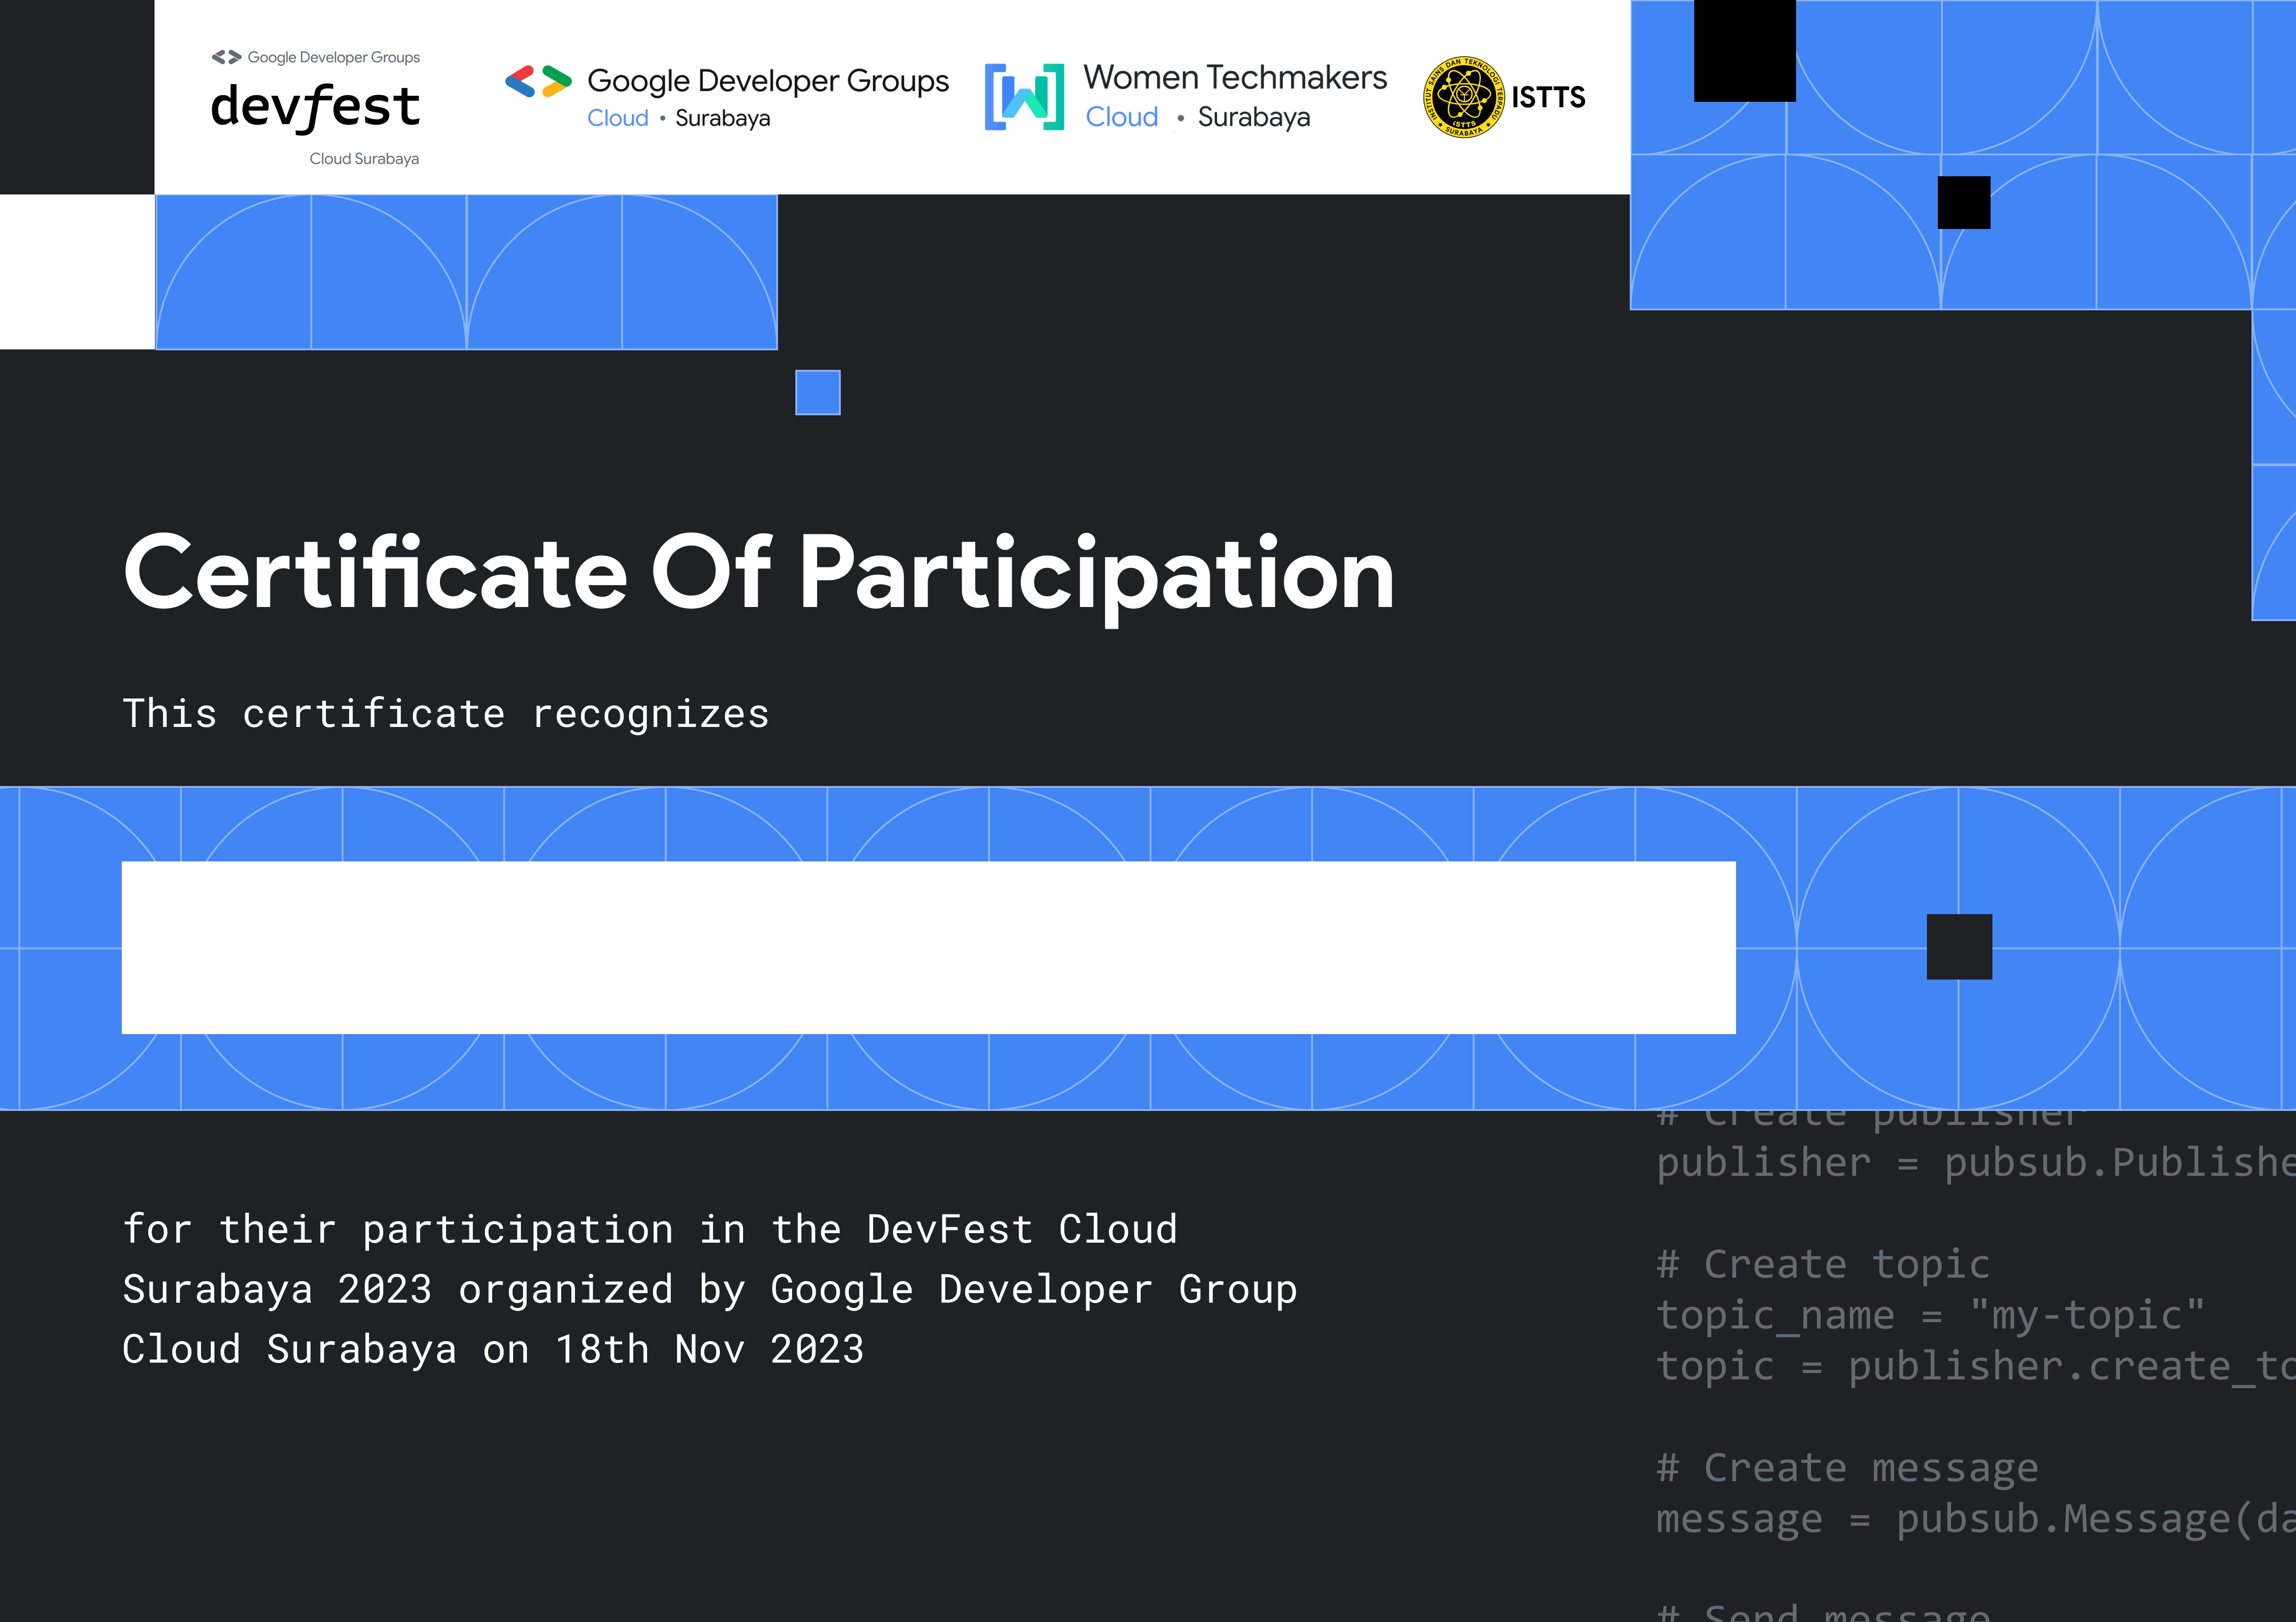 Google Developer Groups
devfest
Cloud Surabaya
Google Developer Groups
Cloud • Surabaya
Women Techmakers
Cloud • Surabaya
INSTITUT SAINS DAN TEKNOLOGI TERPADU
iSTTS
SURABAYA
ISTTS
Certificate Of Participation
This certificate recognizes
for their participation in the DevFest Cloud
Surabaya 2023 organized by Google Developer Group
Cloud Surabaya on 18th Nov 2023
# Create publisher
publisher = pubsub.Publishe
# Create topic
topic_name = "my-topic"
topic = publisher.create_to
# Create message
message = pubsub.Message(da
# Send message